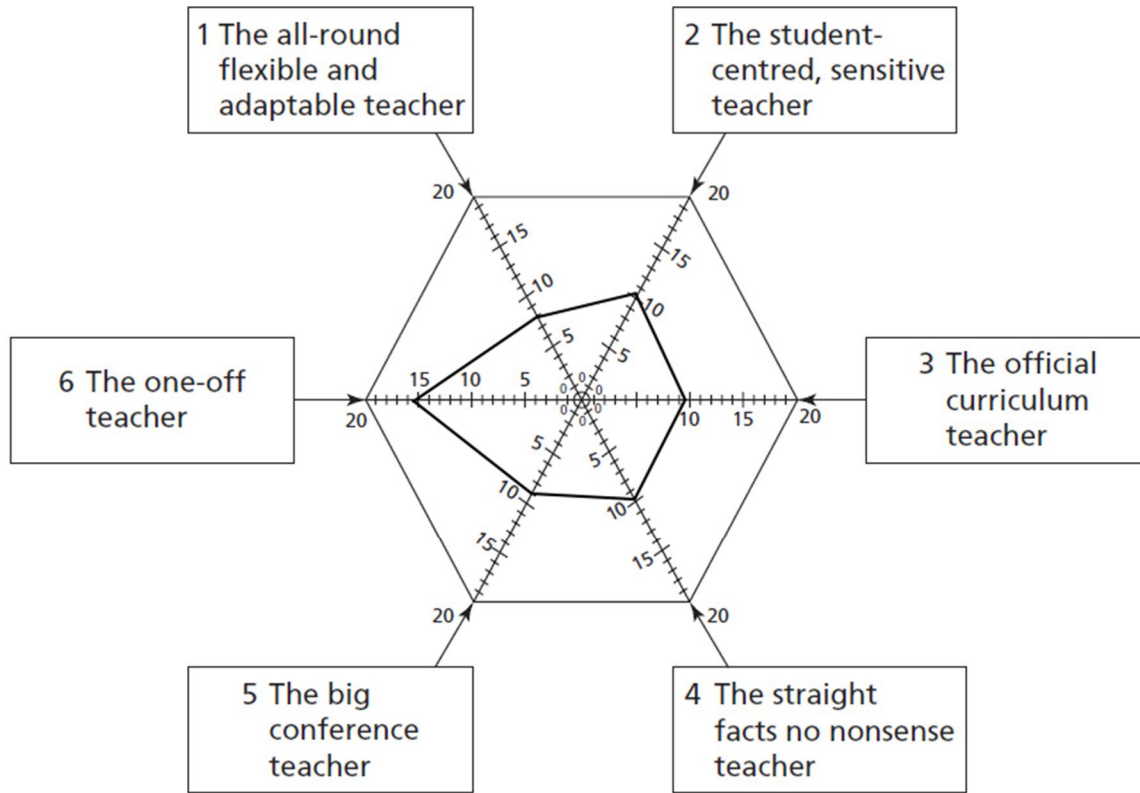 1 The all-round
flexible and
adaptable teacher
2 The student-
centred, sensitive
teacher
20
20
15
15
10
10
5
5
6 The one-off
teacher
3 The official
curriculum
teacher
15 10 5
0
0 0
0 0
0
10 15
20
20
5
5
10
10
15
15
20
20
5 The big
conference
teacher
4 The straight
facts no nonsense
teacher